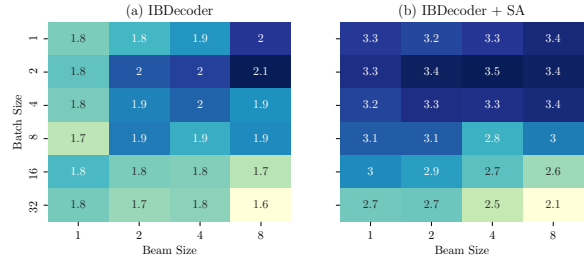 (a) IBDecoder
(b) IBDecoder + SA
Batch Size
1 1.8 1.8 1.9 2 3.3 3.2 3.3 3.4
2 1.8 2 2 2.1 3.3 3.4 3.5 3.4
4 1.8 1.9 2 1.9 3.2 3.3 3.3 3.4
8 1.7 1.9 1.9 1.9 3.1 3.1 2.8 3
16 1.8 1.8 1.8 1.7 3 2.9 2.7 2.6
32 1.8 1.7 1.8 1.6 2.7 2.7 2.5 2.1
1 2 4 8 1 2 4 8
Beam Size Beam Size